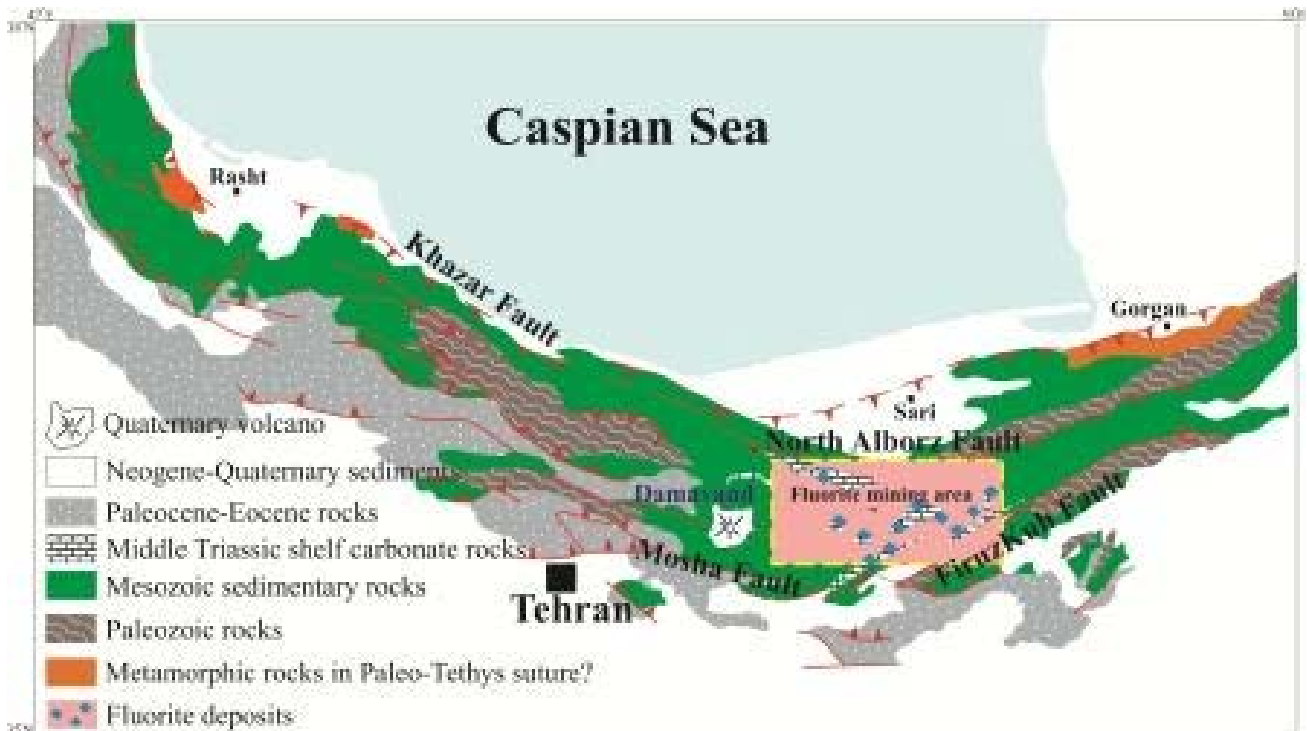 Caspian Sea
Rasht
Khazar Fault
Gorgan
Sari
North Alborz Fault
Damavand
Fluorite mining area
Firuzkuh Fault
Mosha Fault
Tehran
Quaternary volcano
Neogene-Quaternary sediments
Paleocene-Eocene rocks
Middle Triassic shelf carbonate rocks
Mesozoic sedimentary rocks
Paleozoic rocks
Metamorphic rocks in Paleo-Tethys suture?
Fluorite deposits